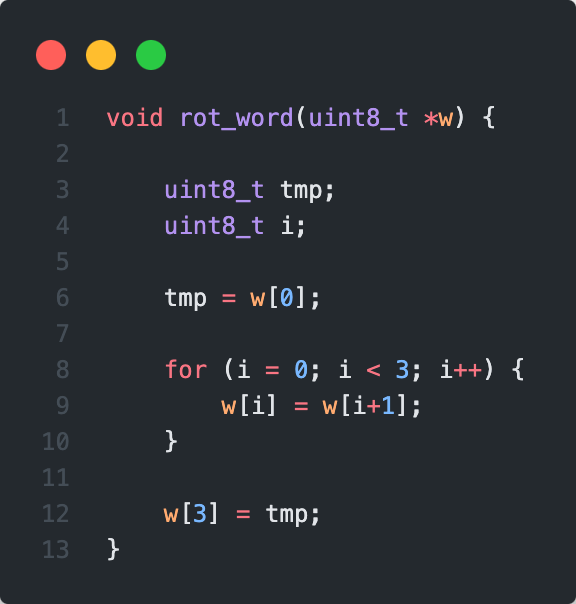 1 void rot_word(uint8_t *w) {
2
3     uint8_t tmp;
4     uint8_t i;
5
6     tmp = w[0];
7
8     for (i = 0; i < 3; i++) {
9         w[i] = w[i+1];
10     }
11
12     w[3] = tmp;
13 }